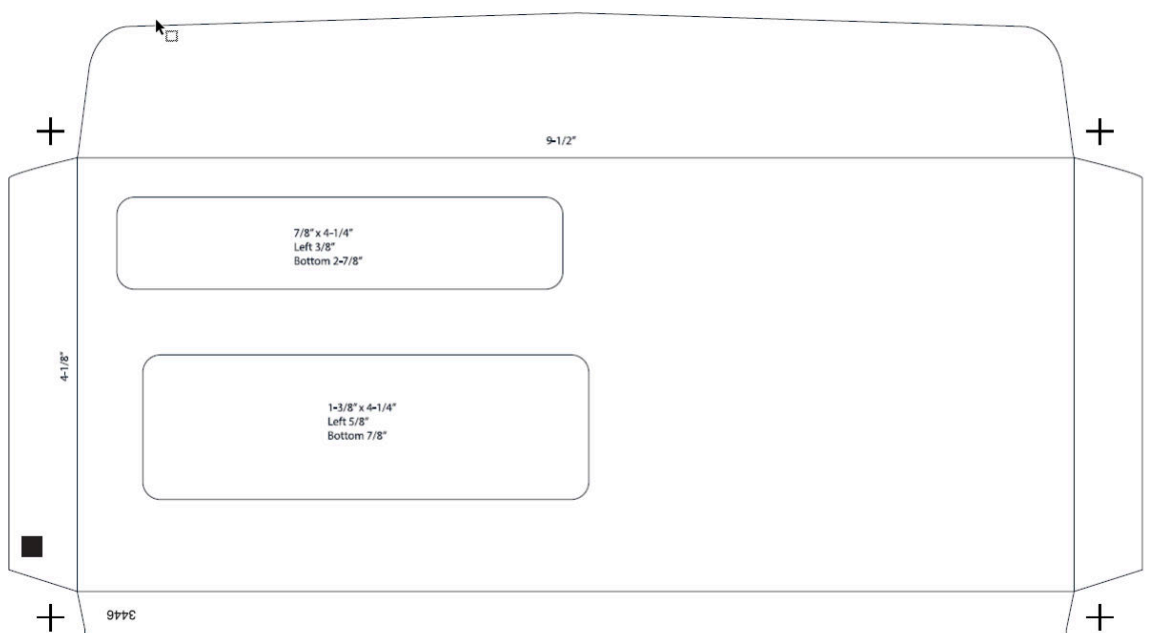 9-1/2"
7/8" x 4-1/4"
Left 3/8"
Bottom 2-7/8"
4-1/8"
1-3/8" x 4-1/4"
Left 5/8"
Bottom 7/8"
3446